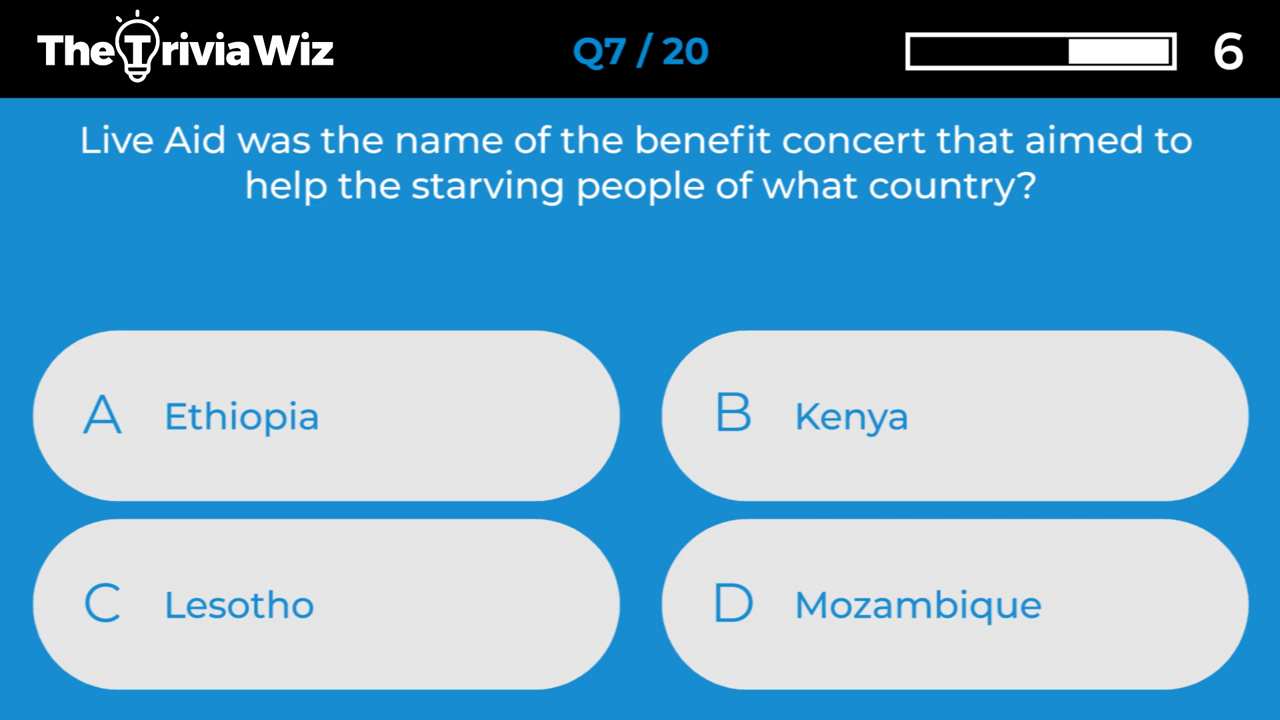 The Trivia Wiz
Q7 / 20
6
Live Aid was the name of the benefit concert that aimed to
help the starving people of what country?
A Ethiopia
B Kenya
C Lesotho
D Mozambique